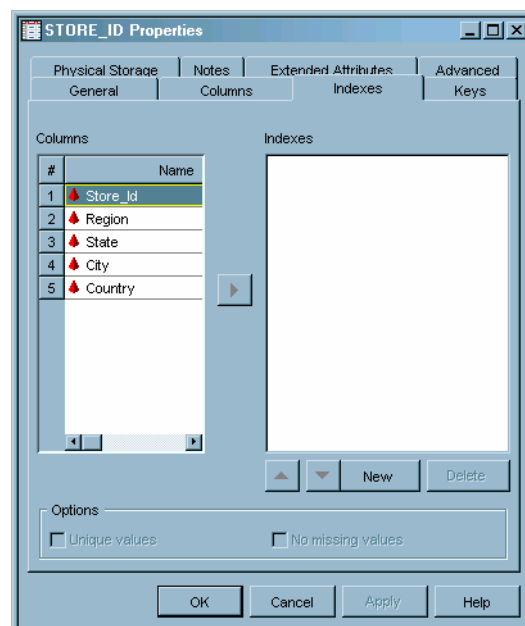 STORE_ID Properties
Physical Storage Notes Extended Attributes Advanced
General Columns Indexes Keys
Columns Indexes
# Name
1 Store_Id
2 Region
3 State
4 City
5 Country
New Delete
Options
Unique values No missing values
OK Cancel Apply Help